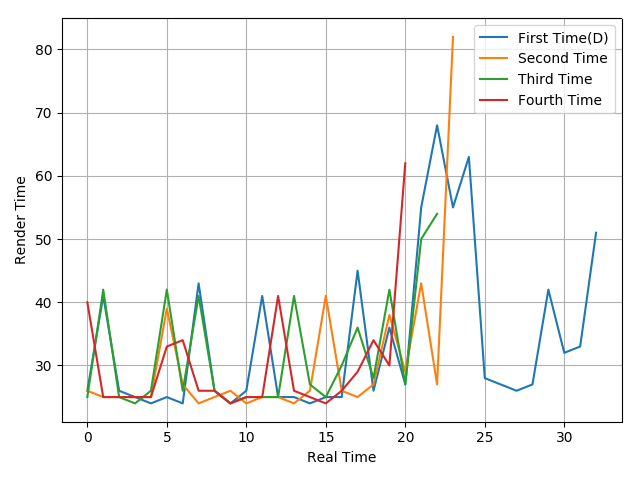 First Time(D)
Second Time
Third Time
Fourth Time
80
70
60
50
40
30
Render Time
0 5 10 15 20 25 30
Real Time